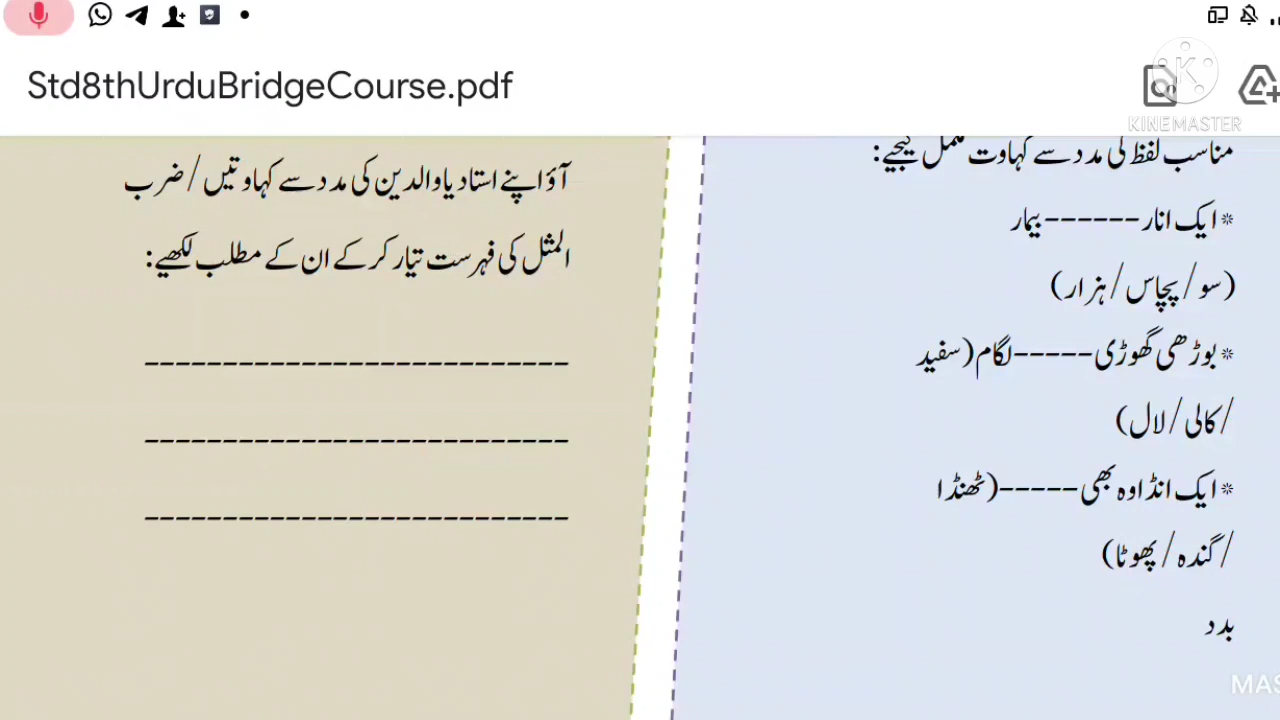 Std8thUrduBridgeCourse.pdf
KINEMASTER
مناسب لفظ کی مدد سے کہاوت مکمل کیجیے:
* ایک انار------بیمار
(سو/پچاس/ہزار)
* بوڑھی گھوڑی-----لگام(سفید
/کالی/لال)
* ایک انڈا وہ بھی-----(ٹھنڈا
/گندہ/پھوٹا)
بدد
آؤ اپنے استاد یا والدین کی مدد سے کہاوتیں/ضرب
المثل کی فہرست تیار کر کے ان کے مطلب لکھیے:
---------------------------
---------------------------
---------------------------
MAS